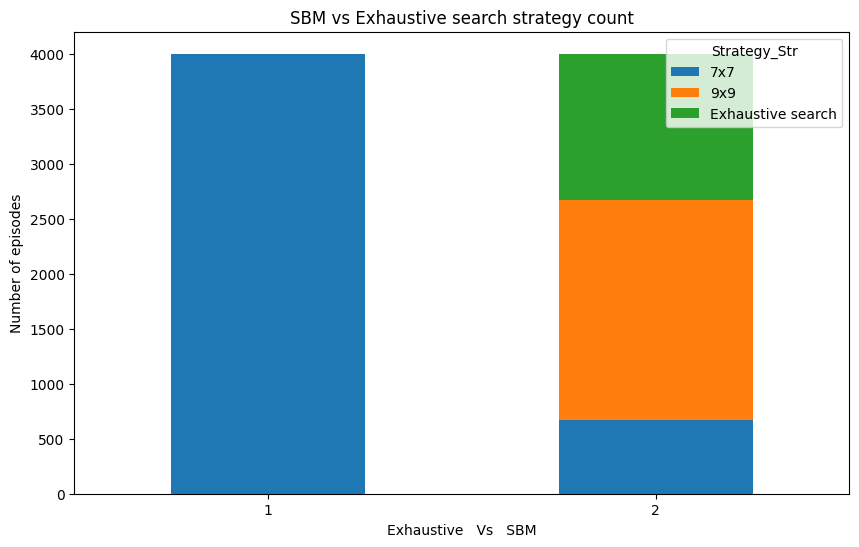 SBM vs Exhaustive search strategy count
Strategy_Str
7x7
9x9
Exhaustive search
Number of episodes
4000
3500
3000
2500
2000
1500
1000
500
0
1
2
Exhaustive   Vs   SBM